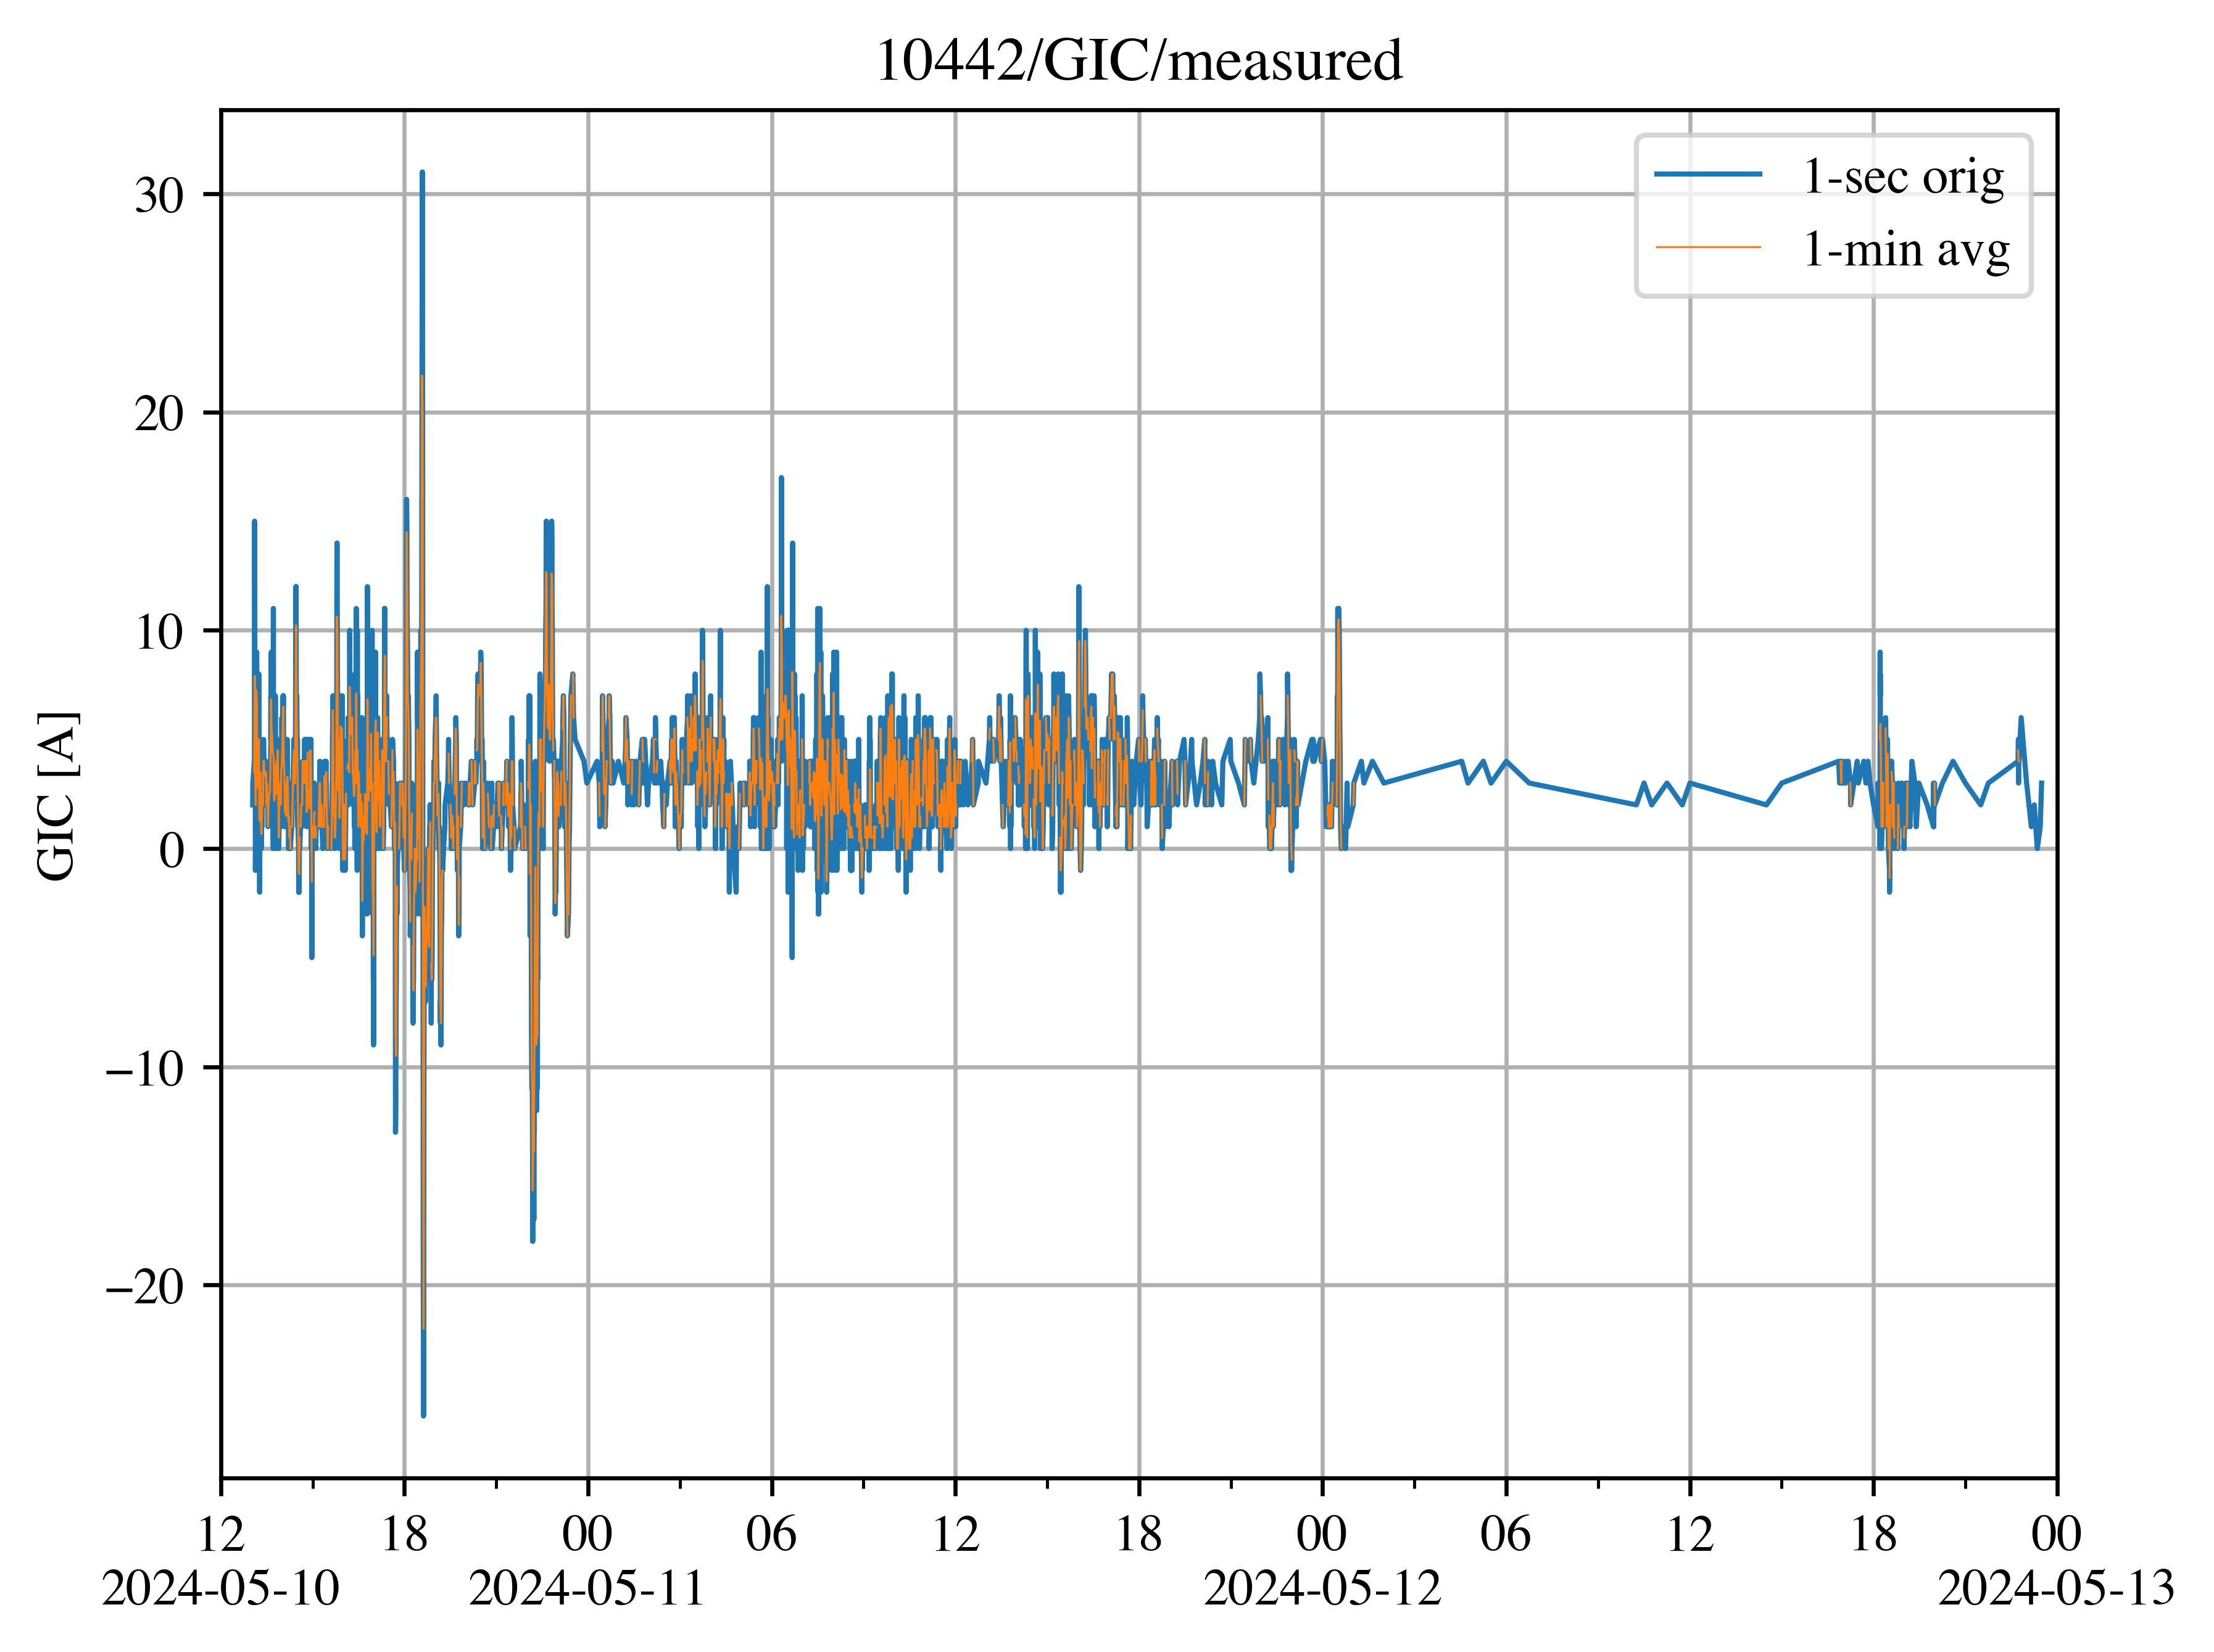 10442/GIC/measured
1-sec orig
1-min avg
GIC [A]
30
20
10
0
−10
−20
12 18 00 06 12 18 00 06 12 18 00
2024-05-10 2024-05-11 2024-05-12 2024-05-13